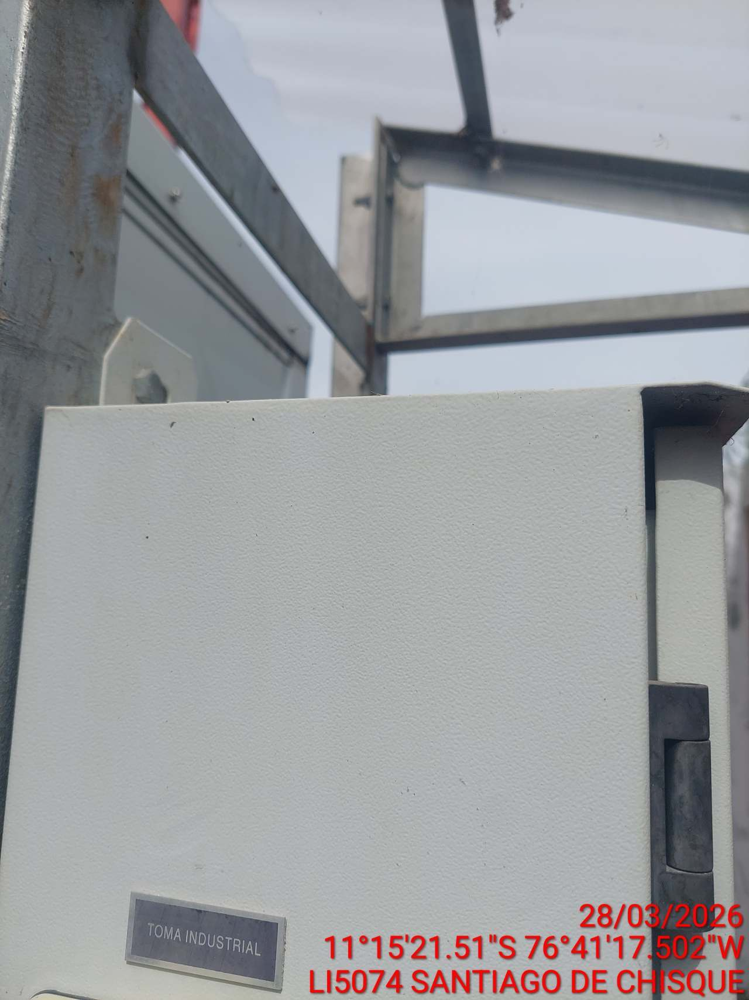 TOMA INDUSTRIAL
28/03/2026
11°15'21.51"S 76°41'17.502"W
LI5074 SANTIAGO DE CHISQUE